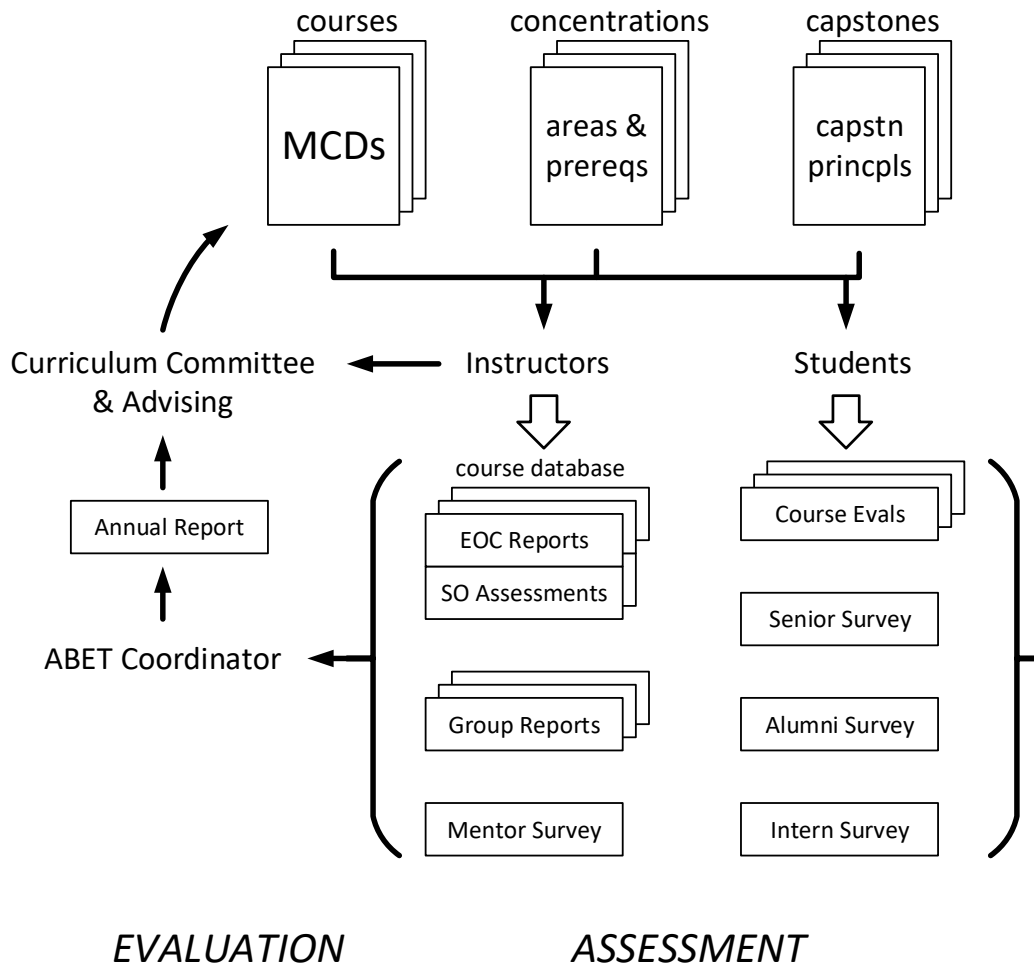 courses
concentrations
capstones
MCDs
areas &
prereqs
capstn
princpls
Curriculum Committee
& Advising
Instructors
Students
course database
Annual Report
EOC Reports
Course Evals
SO Assessments
Senior Survey
ABET Coordinator
Group Reports
Alumni Survey
Mentor Survey
Intern Survey
EVALUATION
ASSESSMENT